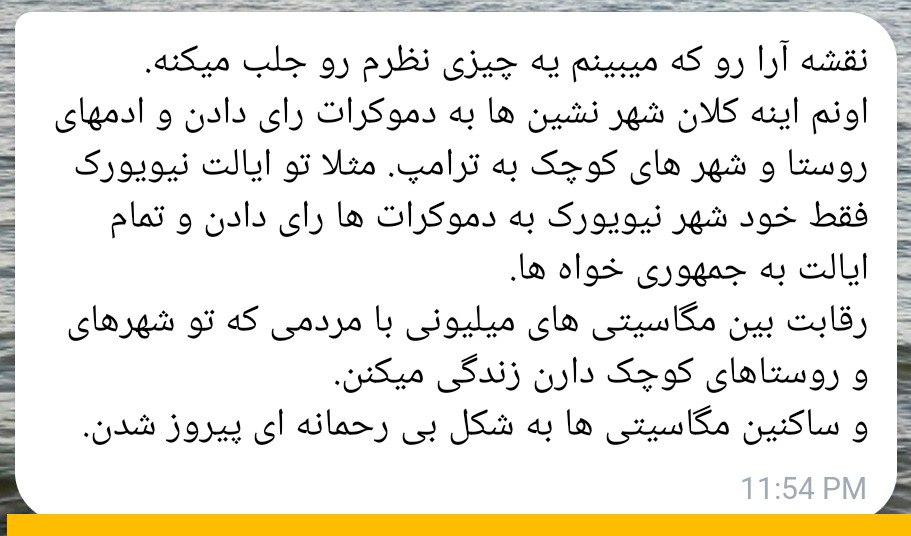 نقشه آرا رو که میبینم یه چیزی نظرم رو جلب میکنه.
اونم اینه کلان شهر نشین ها به دموکرات رای دادن و ادمهای
روستا و شهر های کوچک به ترامپ. مثلا تو ایالت نیویورک
فقط خود شهر نیویورک به دموکرات ها رای دادن و تمام
ایالت به جمهوری خواه ها.
رقابت بین مگاسیتی های میلیونی با مردمی که تو شهرهای
و روستاهای کوچک دارن زندگی میکنن.
و ساکنین مگاسیتی ها به شکل بی رحمانه ای پیروز شدن.
11:54 PM